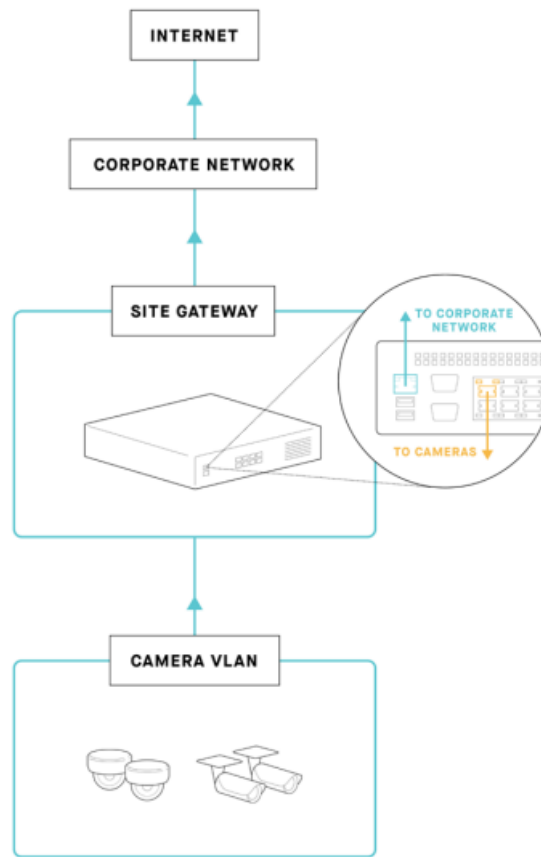 INTERNET
CORPORATE NETWORK
SITE GATEWAY
TO CORPORATE
NETWORK
TO CAMERAS
CAMERA VLAN